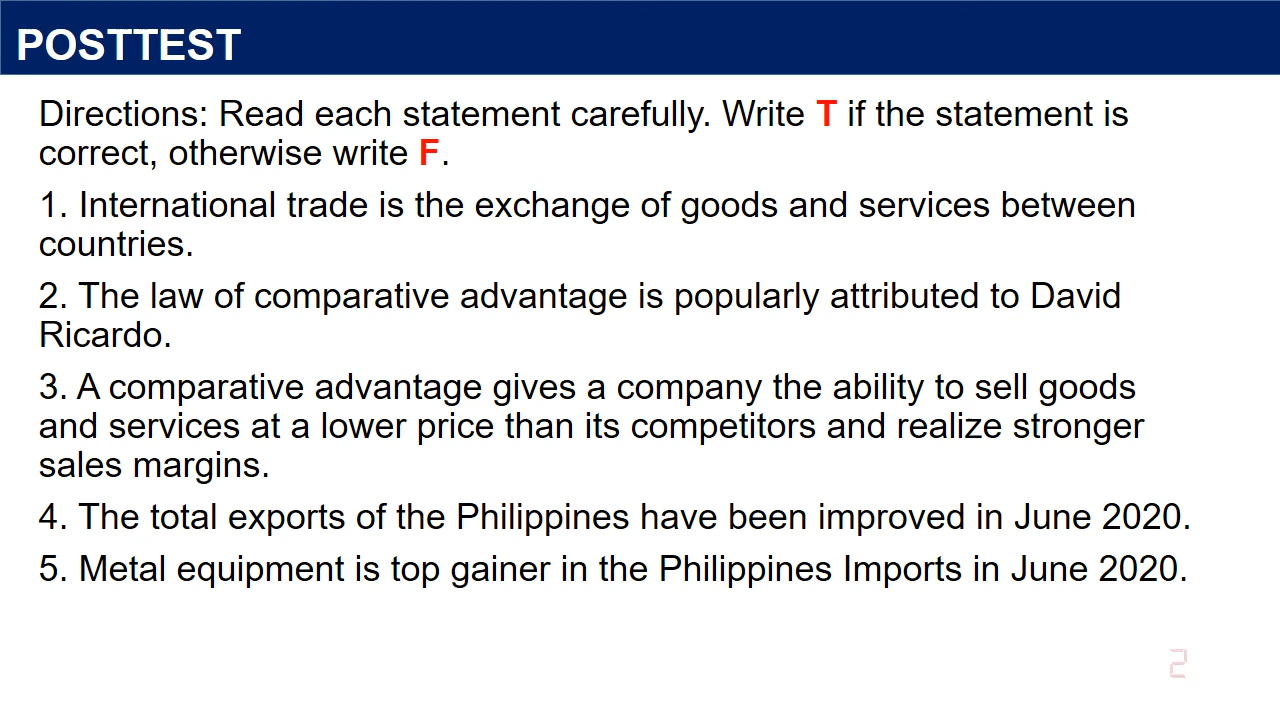 POSTTEST
Directions: Read each statement carefully. Write T if the statement is
correct, otherwise write F.
1. International trade is the exchange of goods and services between
countries.
2. The law of comparative advantage is popularly attributed to David
Ricardo.
3. A comparative advantage gives a company the ability to sell goods
and services at a lower price than its competitors and realize stronger
sales margins.
4. The total exports of the Philippines have been improved in June 2020.
5. Metal equipment is top gainer in the Philippines Imports in June 2020.
2